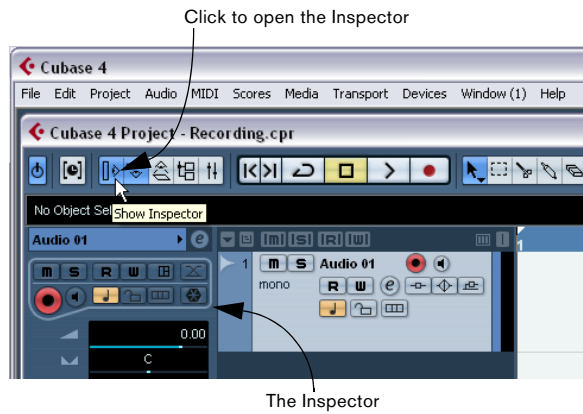 Click to open the Inspector
Cubase 4
File Edit Project Audio MIDI Scores Media Transport Devices Window (1) Help
Cubase 4 Project - Recording.cpr
No Object Sel
Show Inspector
Audio 01 e [m] [S] [R] [W] 1
m S R W 1 m S Audio 01
mono R W e
0.00
C
The Inspector